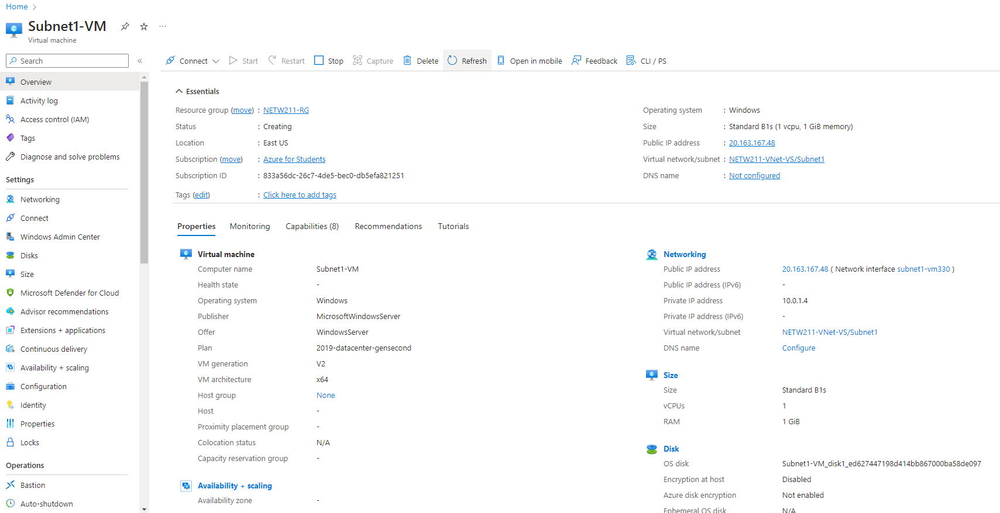 Home
Subnet1-VM
Virtual machine
Search
«
Connect
Start
Restart
Stop
Capture
Delete
Refresh
Open in mobile
Feedback
CLI / PS
Overview
Activity log
Access control (IAM)
Tags
Diagnose and solve problems
Settings
Networking
Connect
Windows Admin Center
Disks
Size
Microsoft Defender for Cloud
Advisor recommendations
Extensions + applications
Continuous delivery
Availability + scaling
Configuration
Identity
Properties
Locks
Operations
Bastion
Auto-shutdown
Essentials
Resource group (move) : NETW211-RG
Status : Creating
Location : East US
Subscription (move) : Azure for Students
Subscription ID : 833a56dc-26c7-4de5-bec0-db5efa821251
Tags (edit) : Click here to add tags
Operating system : Windows
Size : Standard B1s (1 vcpu, 1 GiB memory)
Public IP address : 20.163.167.48
Virtual network/subnet : NETW211-VNet-VS/Subnet1
DNS name : Not configured
Properties
Monitoring
Capabilities (8)
Recommendations
Tutorials
Virtual machine
Computer name Subnet1-VM
Health state -
Operating system Windows
Publisher MicrosoftWindowsServer
Offer WindowsServer
Plan 2019-datacenter-gensecond
VM generation V2
VM architecture x64
Host group None
Host -
Proximity placement group -
Colocation status N/A
Capacity reservation group -
Availability + scaling
Availability zone -
Networking
Public IP address 20.163.167.48 ( Network interface subnet1-vm330 )
Public IP address (IPv6) -
Private IP address 10.0.1.4
Private IP address (IPv6) -
Virtual network/subnet NETW211-VNet-VS/Subnet1
DNS name Configure
Size
Size Standard B1s
vCPUs 1
RAM 1 GiB
Disk
OS disk Subnet1-VM_disk1_ed627447198d414bb867000ba58de097
Encryption at host Disabled
Azure disk encryption Not enabled
Ephemeral OS disk N/A